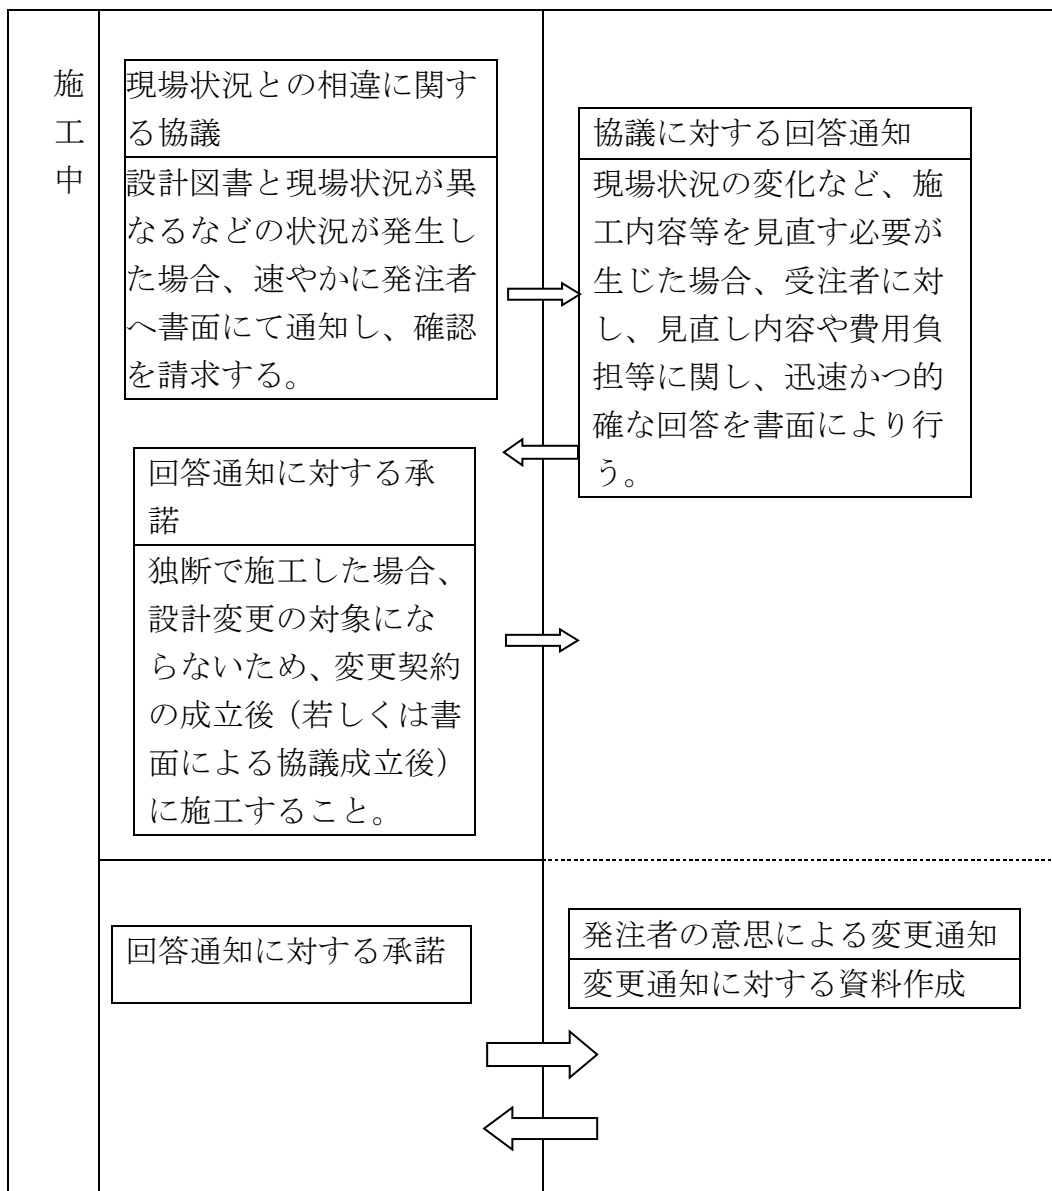 施
工
中
現場状況との相違に関す
る協議
設計図書と現場状況が異
なるなどの状況が発生し
た場合、速やかに発注者
へ書面にて通知し、確認
を請求する。
協議に対する回答通知
現場状況の変化など、施
工内容等を見直す必要が
生じた場合、受注者に対
し、見直し内容や費用負
担等に関し、迅速かつ的
確な回答を書面により行
う。
回答通知に対する承
諾
独断で施工した場合、
設計変更の対象にな
らないため、変更契約
の成立後（若しくは書
面による協議成立後）
に施工すること。
回答通知に対する承諾
発注者の意思による変更通知
変更通知に対する資料作成